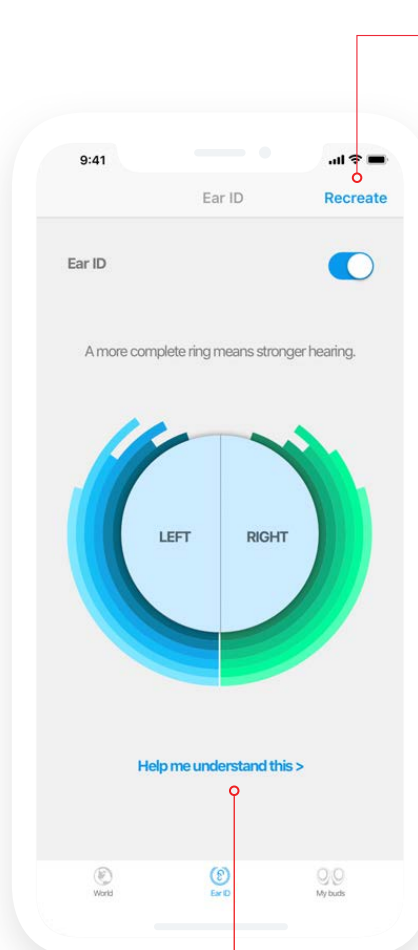 9:41
Ear ID
Recreate
Ear ID
A more complete ring means stronger hearing.
LEFT
RIGHT
Help me understand this >
World
Ear ID
My buds